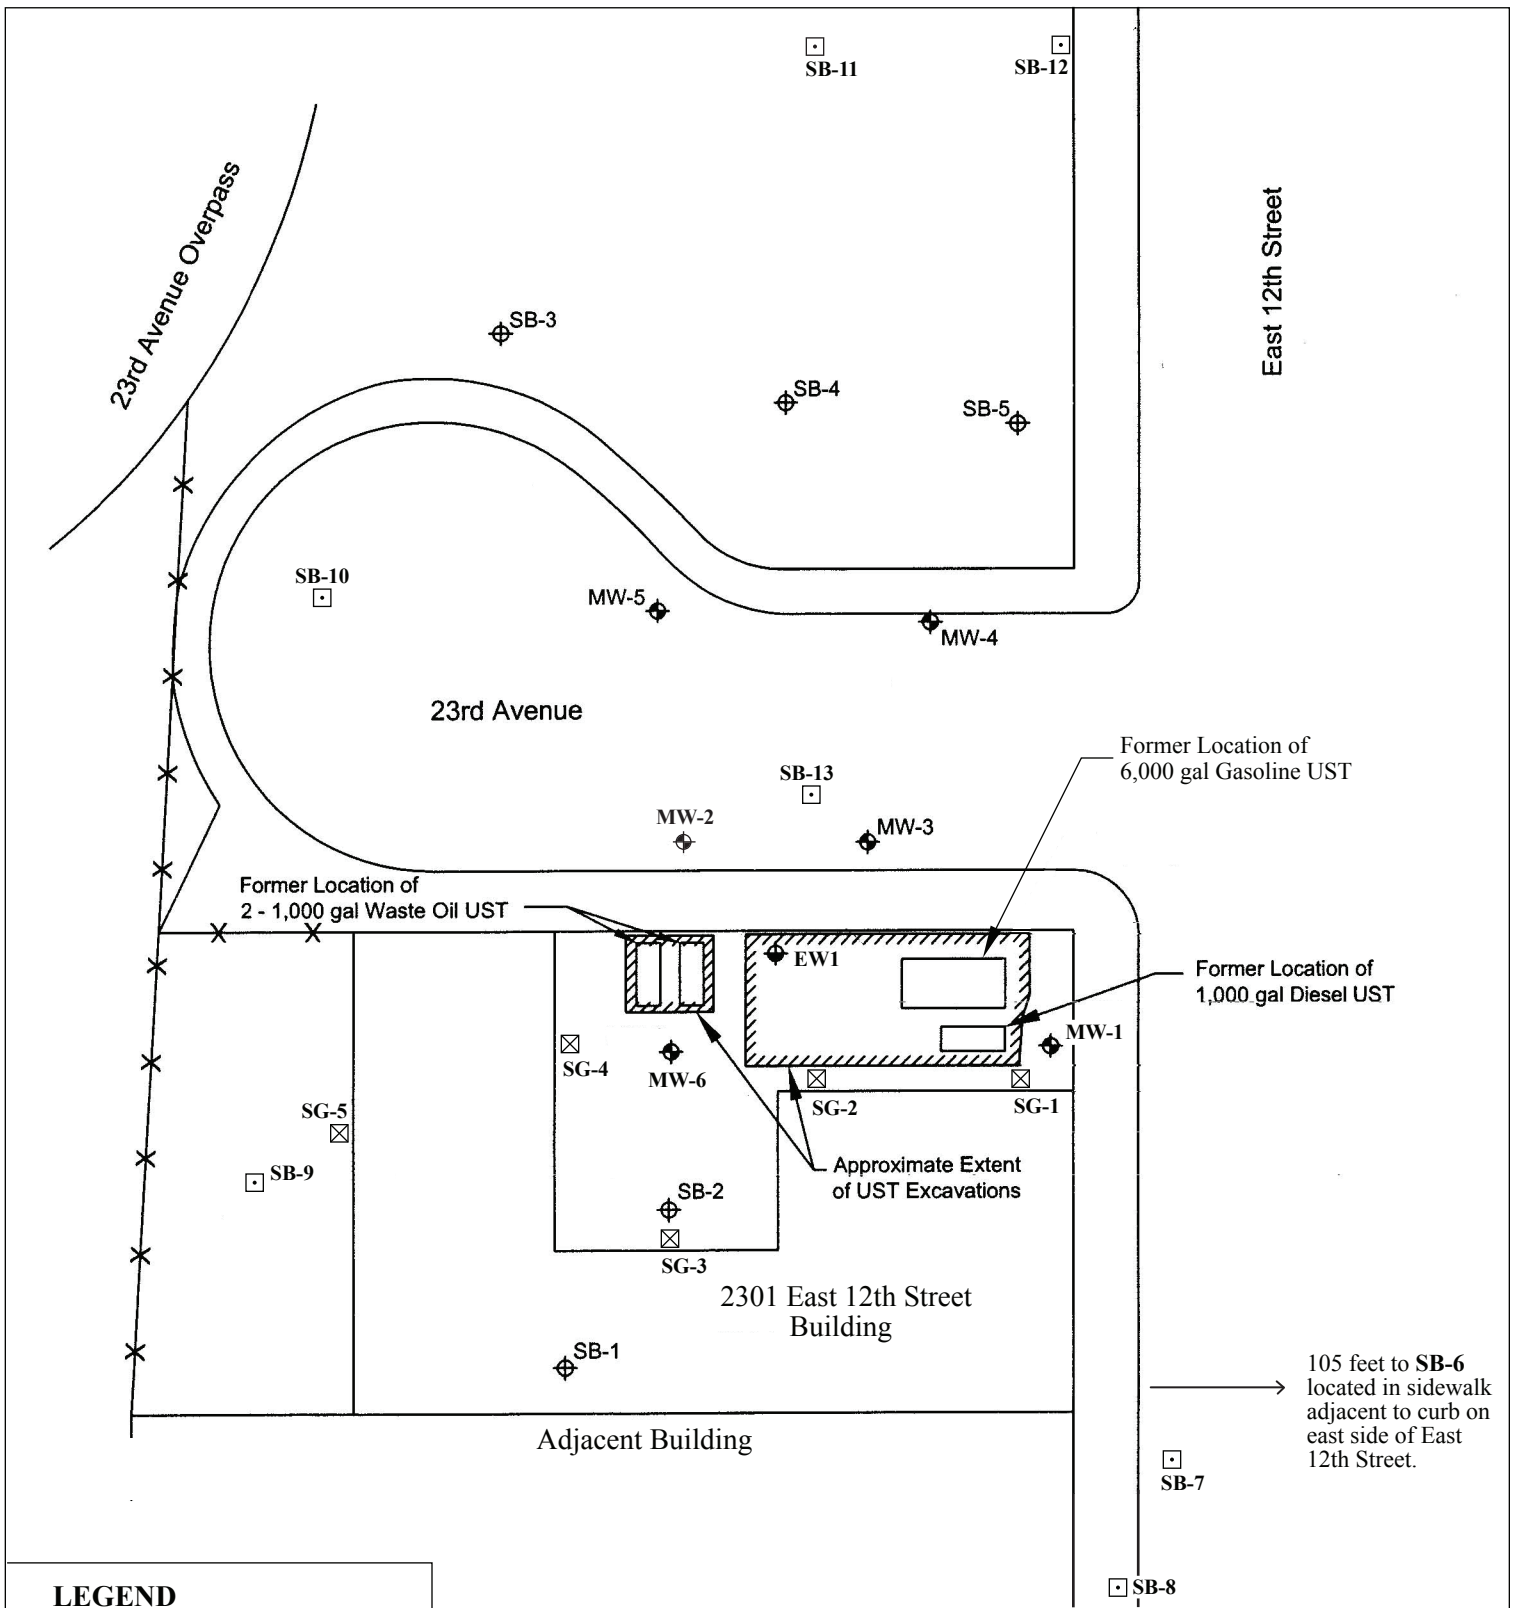 SB-11
SB-12
23rd Avenue Overpass
East 12th Street
SB-3
SB-4
SB-5
SB-10
MW-5
MW-4
23rd Avenue
Former Location of
6,000 gal Gasoline UST
SB-13
MW-2
MW-3
Former Location of
2 - 1,000 gal Waste Oil UST
EW1
Former Location of
1,000 gal Diesel UST
MW-1
SG-4
MW-6
SG-2
SG-1
SG-5
SB-9
Approximate Extent
of UST Excavations
SB-2
SG-3
2301 East 12th Street
Building
SB-1
105 feet to SB-6
located in sidewalk
adjacent to curb on
east side of East
12th Street.
Adjacent Building
SB-7
SB-8
LEGEND